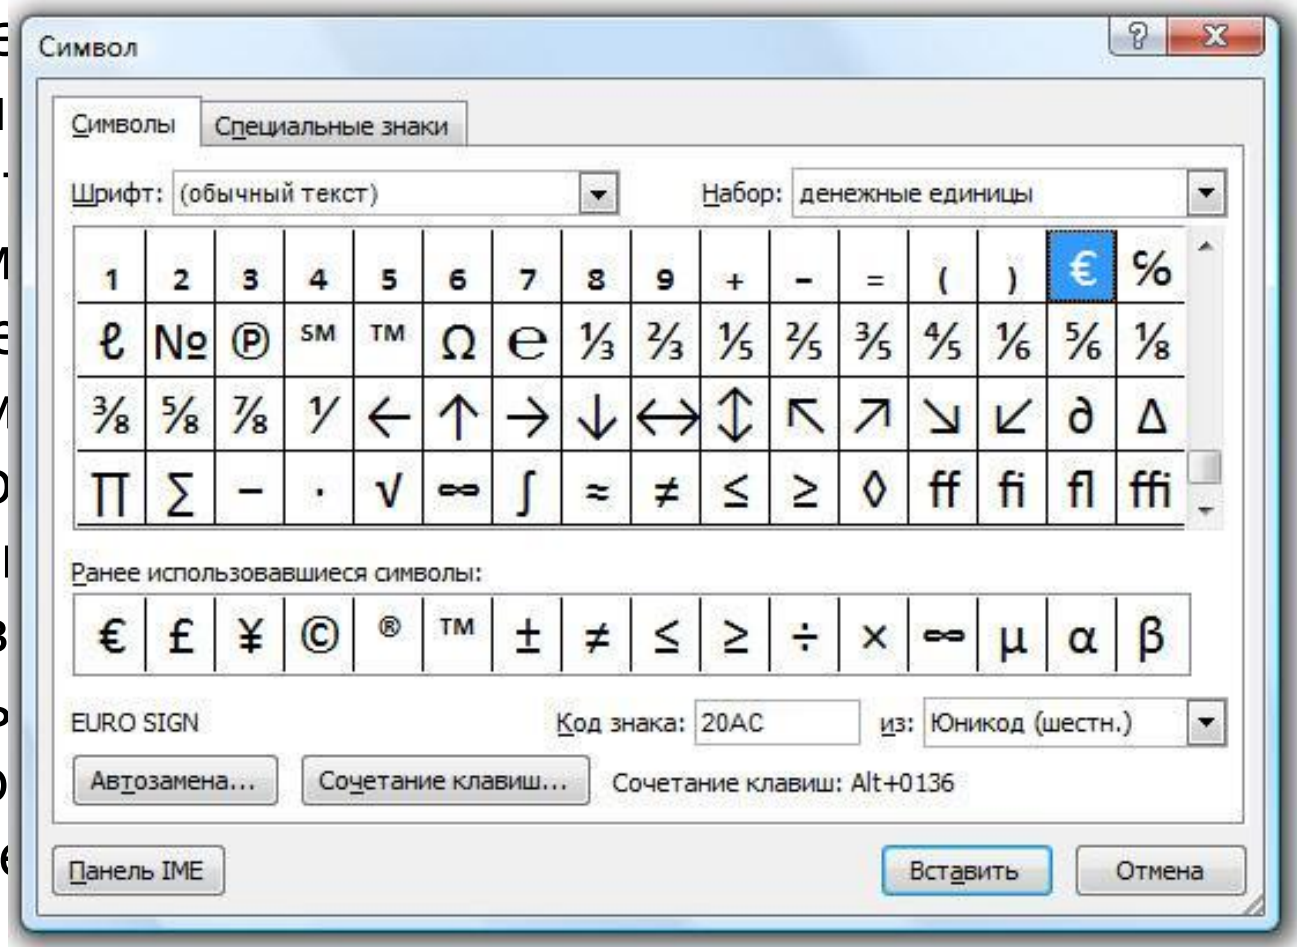 Символ
Символы Специальные знаки
Шрифт: (обычный текст) Набор: денежные единицы
1 2 3 4 5 6 7 8 9 + − = ( ) € ℅
ℓ № ℗ ℠ ™ Ω ℮ ⅓ ⅔ ⅕ ⅖ ⅗ ⅘ ⅙ ⅚ ⅛
⅜ ⅝ ⅞ ⅟ ← ↑ → ↓ ↔ ↕ ↖ ↗ ↘ ↙ ∂ ∆
∏ ∑ − ∙ √ ∞ ∫ ≈ ≠ ≤ ≥ ◊ ff fi fl ffi
Ранее использовавшиеся символы:
€ £ ¥ © ® ™ ± ≠ ≤ ≥ ÷ × ∞ µ α β
EURO SIGN Код знака: 20AC из: Юникод (шестн.)
Автозамена... Сочетание клавиш... Сочетание клавиш: Alt+0136
Панель IME Вставить Отмена